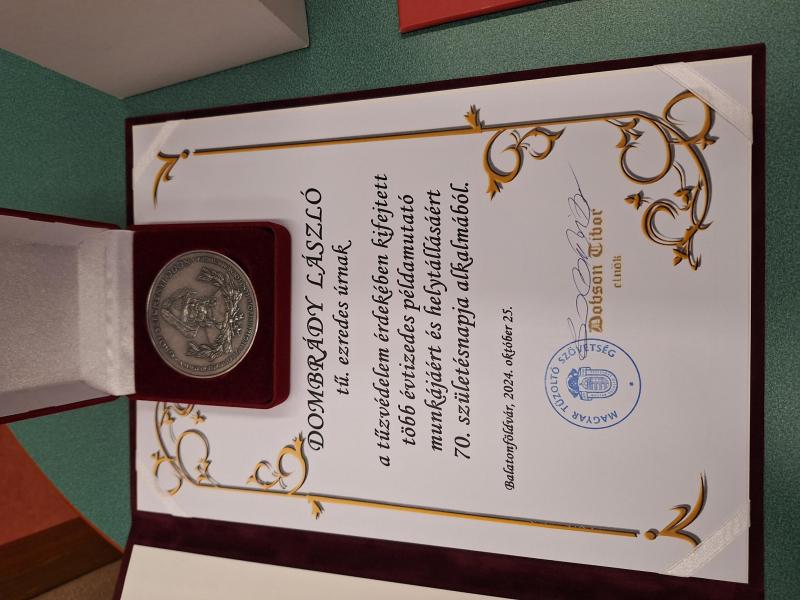 DOMBRÁDY LÁSZLÓ
tű. ezredes úrnak
a tűzvédelem érdekében kifejtett
több évtizedes példamutató
munkájáért és helytállásáért
70. születésnapja alkalmából.
Balatonföldvár, 2024. október 25.
Dobson Tibor
elnök
MAGYAR TŰZOLTÓ SZÖVETSÉG